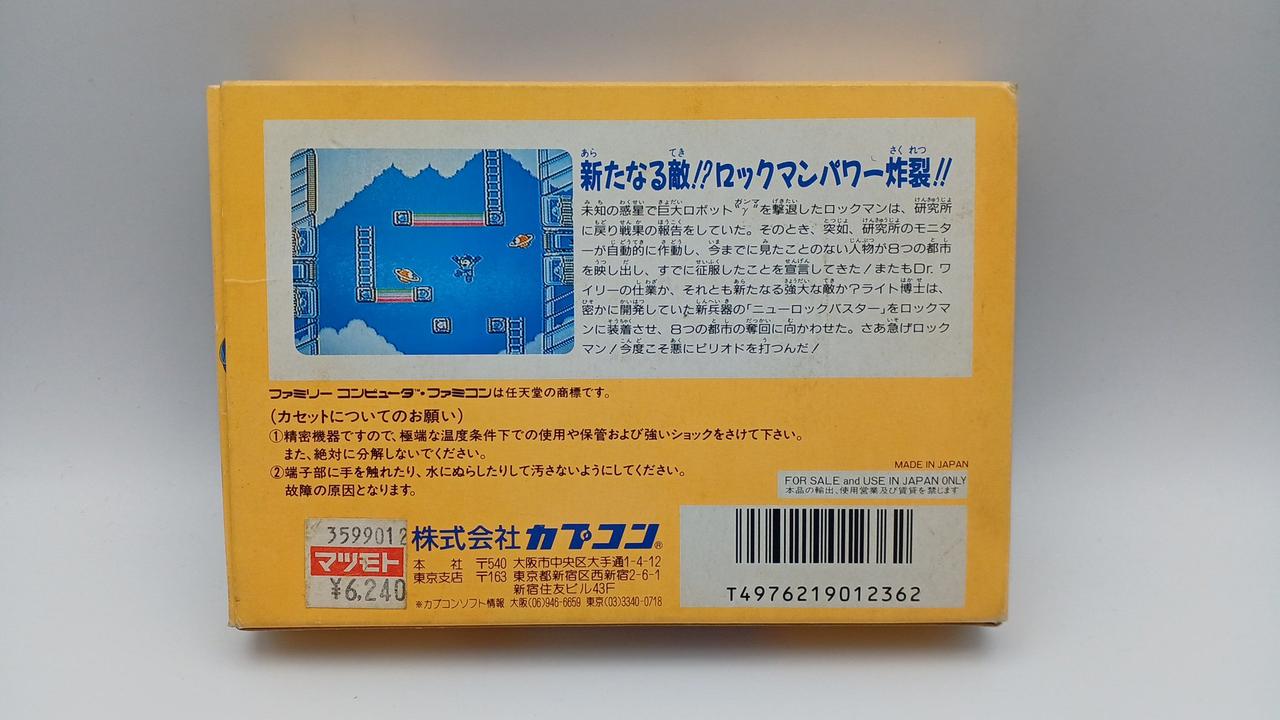 新たなる敵!?ロックマンパワー炸裂!!
未知の惑星で巨大ロボット"γ"を撃退したロックマンは、研究所
に戻り戦果の報告をしていた。そのとき、突如、研究所のモニタ
ーが自動的に作動し、今までに見たことのない人物が8つの都市
を映し出し、すでに征服したことを宣言してきた!またもDr.ワ
イリーの仕業か、それとも新たなる強大な敵か?ライト博士は、
密かに開発していた新兵器の「ニューロックバスター」をロックマ
ンに装着させ、8つの都市の奪回に向かわせた。さあ急げロック
マン!今度こそ悪にピリオドを打つんだ!
ファミリー コンピュータ™・ファミコンは任天堂の商標です。
(カセットについてのお願い)
①精密機器ですので、極端な温度条件下での使用や保管および強いショックをさけて下さい。
また、絶対に分解しないでください。
②端子部に手を触れたり、水にぬらしたりして汚さないようにしてください。
故障の原因となります。
MADE IN JAPAN
FOR SALE and USE IN JAPAN ONLY
本品の輸出、使用営業及び賃貸を禁じます
3599012
マツモト
¥6,240
株式会社 カプコン®
本 社 〒540 大阪市中央区大手通1-4-12
東京支店 〒163 東京都新宿区西新宿2-6-1
新宿住友ビル43F
※カプコンソフト情報 大阪(06)946-6659 東京(03)3340-0718
T4976219012362